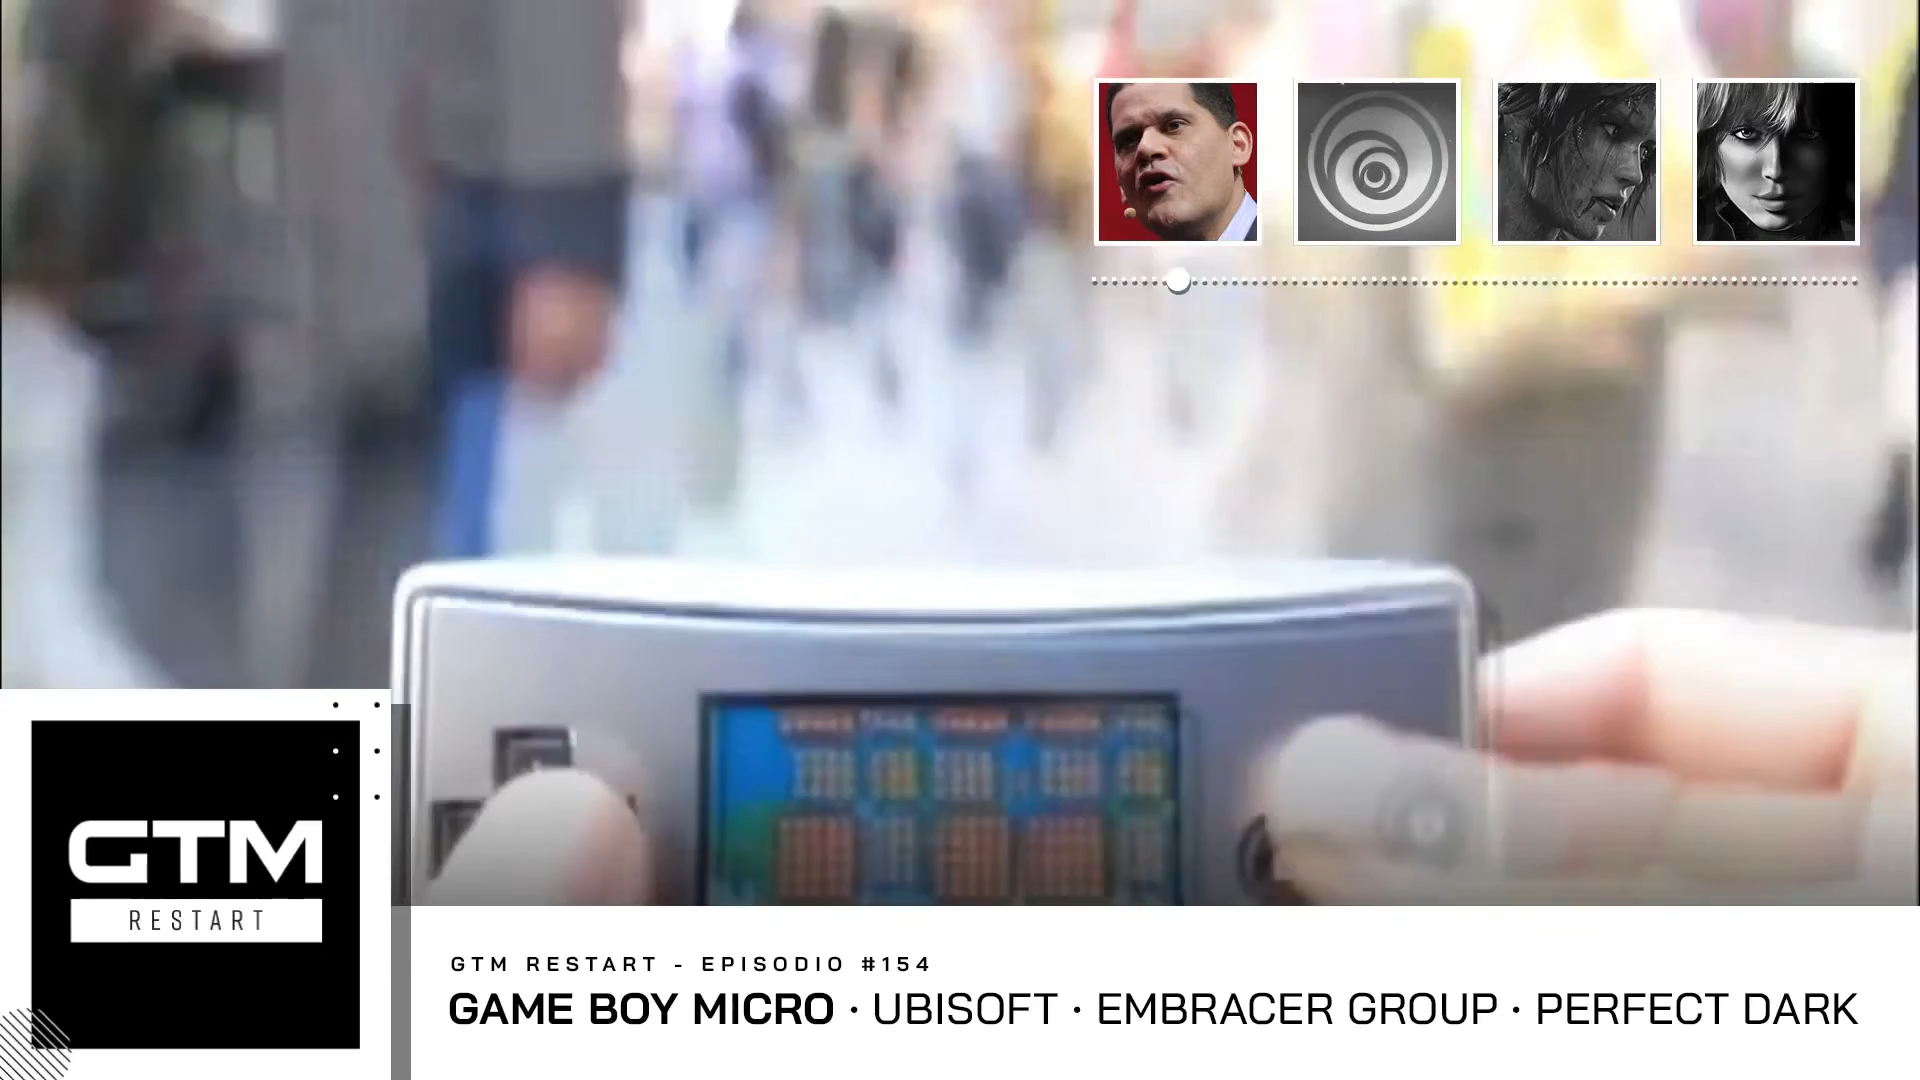 GTM
RESTART
GTM RESTART - EPISODIO #154
GAME BOY MICRO · UBISOFT · EMBRACER GROUP · PERFECT DARK